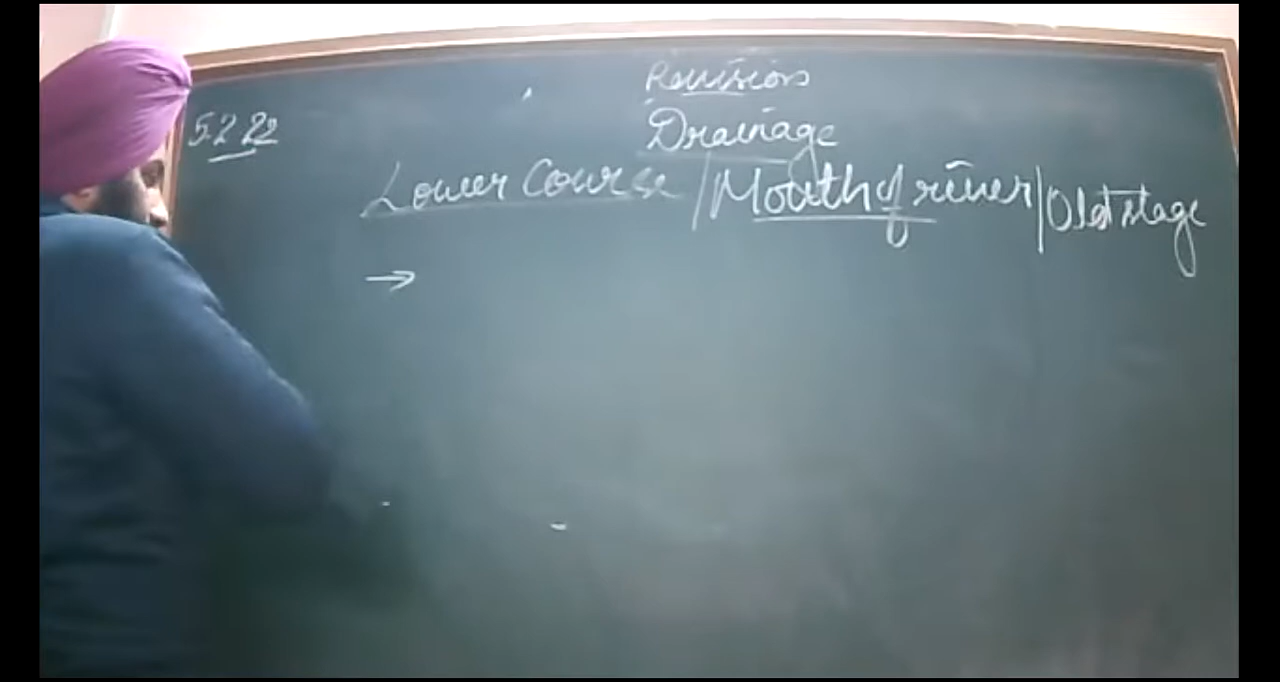 Revision
5.2.22
Drainage
Lower Course / Mouth of river / Old stage
→